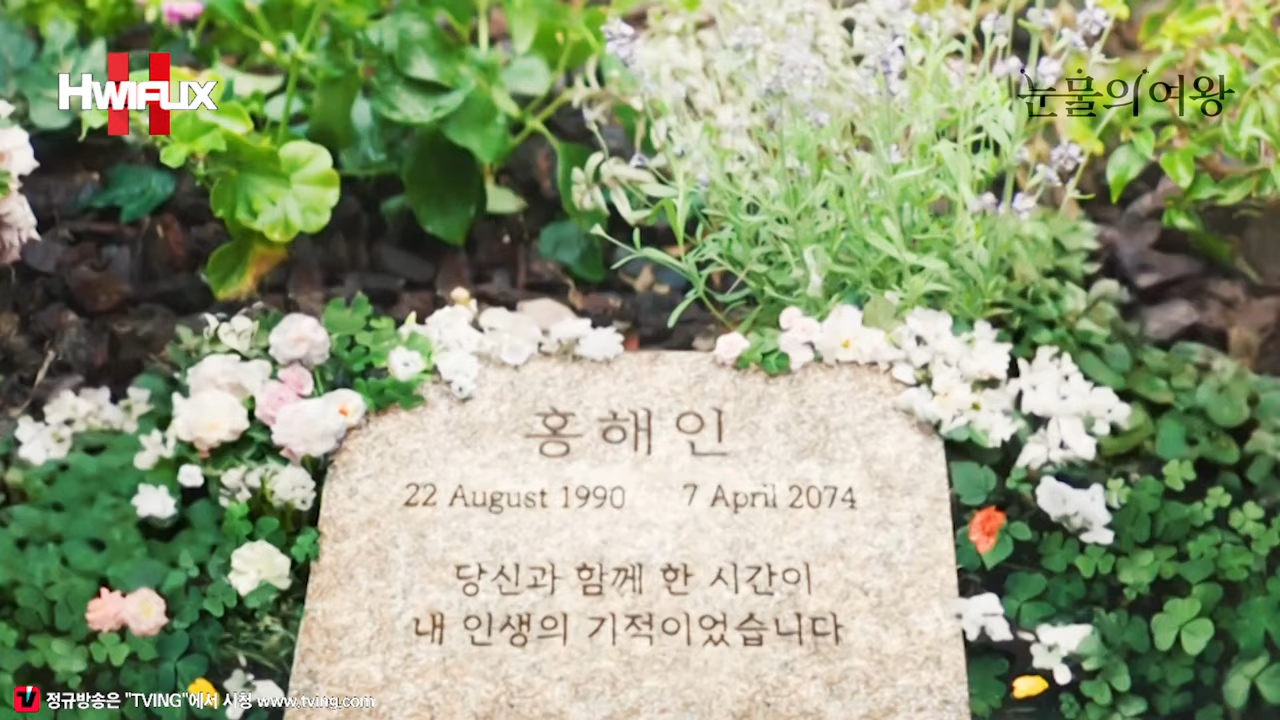 HWIFLIX
눈물의여왕
홍해인
22 August 1990 7 April 2074
당신과 함께 한 시간이
내 인생의 기적이었습니다
정규방송은 "TVING"에서 시청 www.tving.com